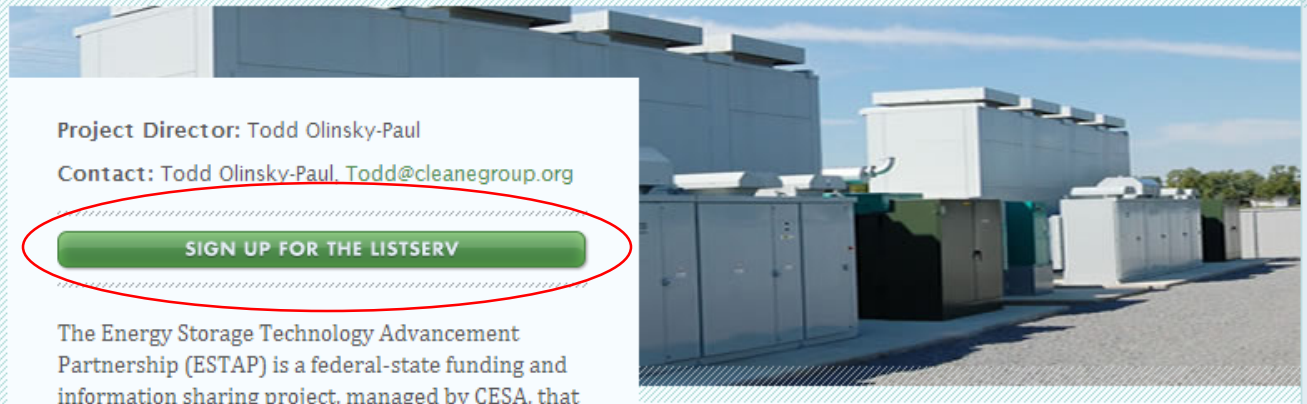 Project Director: Todd Olinsky-Paul
Contact: Todd Olinsky-Paul, Todd@cleanegroup.org
SIGN UP FOR THE LISTSERV
The Energy Storage Technology Advancement
Partnership (ESTAP) is a federal-state funding and
information sharing project, managed by CESA, that